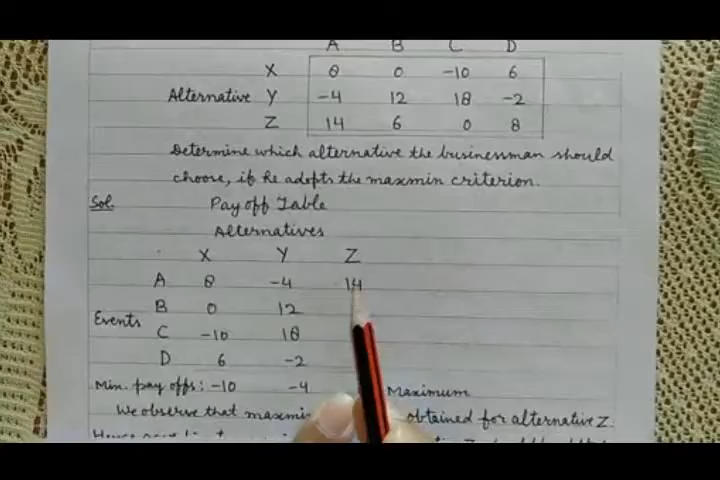 A B C D
X 8 0 -10 6
Alternative Y -4 12 18 -2
Z 14 6 0 8
Determine which alternative the businessman should
choose, if he adopts the maxmin criterion.
Sol. Pay off Table
Alternatives
X Y Z
A 8 -4 14
B 0 12
Events C -10 18
D 6 -2
Min. pay offs: -10 -4 Maximum
We observe that obtained for alternative Z.